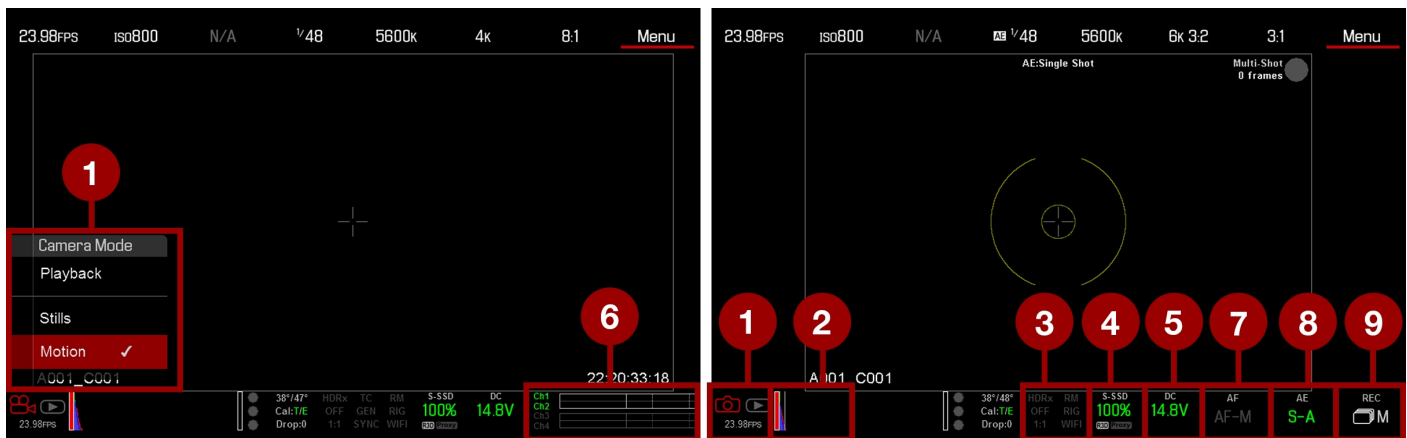 23.98FPS ISO800 N/A 1/48 5600K 4K 8:1 Menu
1
Camera Mode
Playback
Stills
Motion ✓
A001_C001
6
22:20:33:18
38°/47° HDRx TC RM S-SSD DC Ch1
Cal:T/E OFF GEN RIG 100% 14.8V Ch2
Drop:0 1:1 SYNC WIFI R3D Proxy Ch3
23.98FPS Ch4
23.98FPS ISO800 N/A AE 1/48 5600K 6K 3:2 3:1 Menu
AE:Single Shot
Multi-Shot
0 frames
1 2 3 4 5 7 8 9
A001_C001
38°/48° HDRx RM S-SSD DC AF AE REC
Cal:T/E OFF RIG 100% 14.8V AF-M S-A M
Drop:0 1:1 WIFI R3D Proxy
23.98FPS